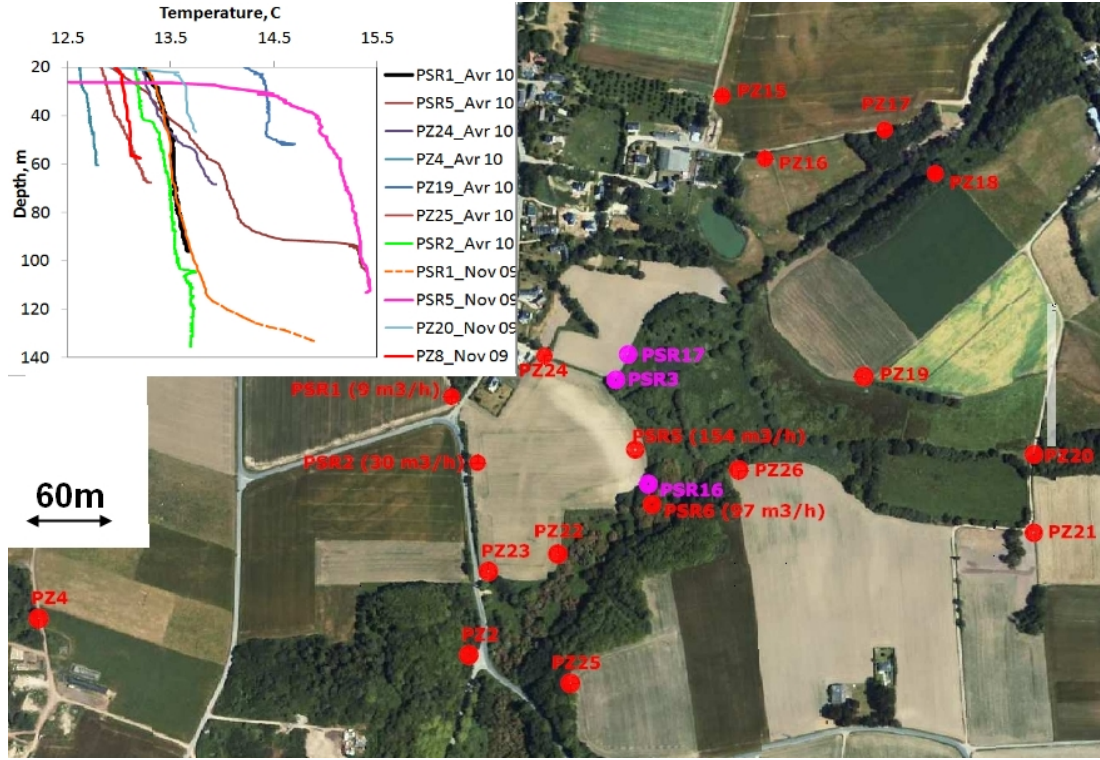 Temperature, C
12.5 13.5 14.5 15.5
Depth, m
20
40
60
80
100
120
140
PSR1_Avr 10
PSR5_Avr 10
PZ24_Avr 10
PZ4_Avr 10
PZ19_Avr 10
PZ25_Avr 10
PSR2_Avr 10
PSR1_Nov 09
PSR5_Nov 09
PZ20_Nov 09
PZ8_Nov 09
PZ15
PZ17
PZ16
PZ18
PSR17
PZ24
PSR3
PZ19
PSR1 (9 m3/h)
PSR5 (154 m3/h)
PSR2 (30 m3/h)
PZ20
PZ26
PSR16
PSR6 (97 m3/h)
60m
PZ21
PZ22
PZ23
PZ4
PZ2
PZ25